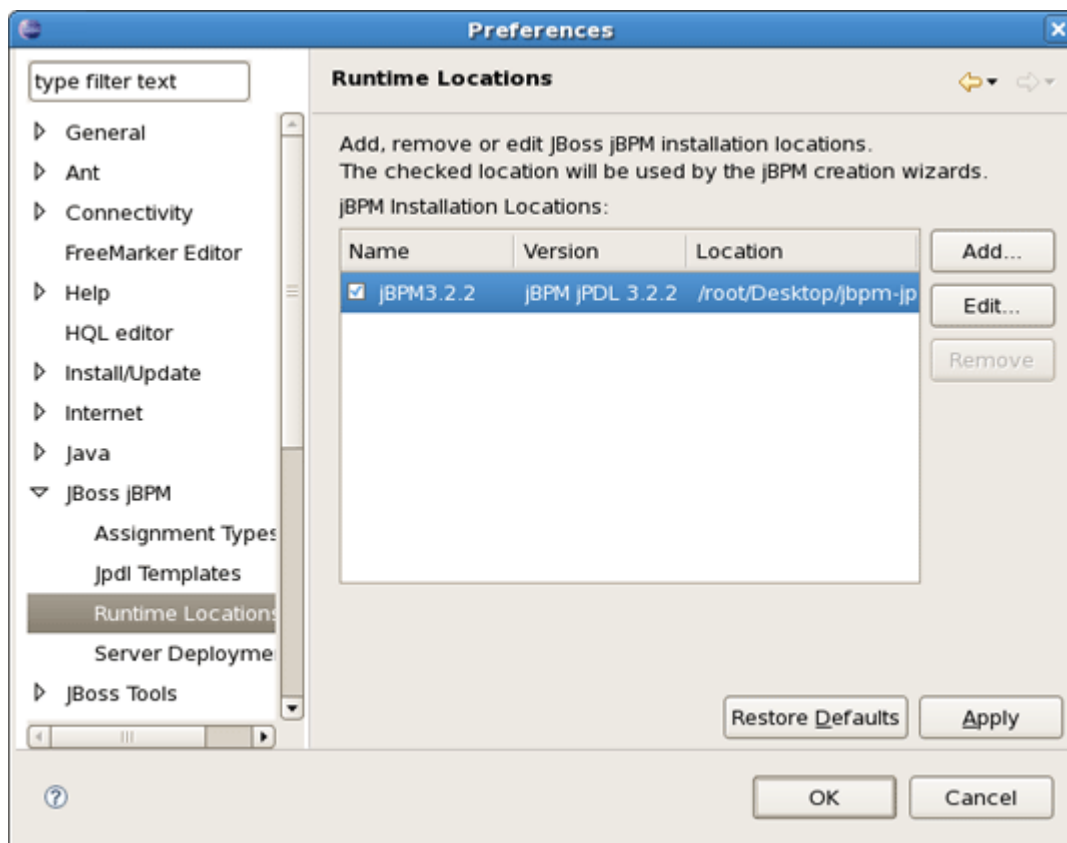 Preferences
type filter text
General
Ant
Connectivity
FreeMarker Editor
Help
HQL editor
Install/Update
Internet
Java
JBoss jBPM
Assignment Types
Jpdl Templates
Runtime Locations
Server Deployme
JBoss Tools
Runtime Locations
Add, remove or edit JBoss jBPM installation locations.
The checked location will be used by the jBPM creation wizards.
jBPM Installation Locations:
Name Version Location
jBPM3.2.2 jBPM jPDL 3.2.2 /root/Desktop/jbpm-jp
Add...
Edit...
Remove
Restore Defaults Apply
OK Cancel